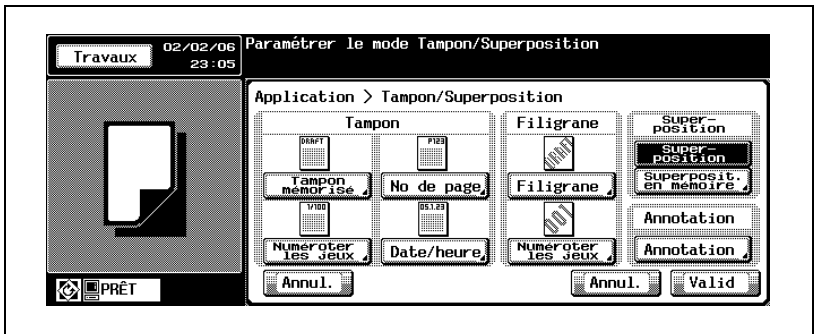 Travaux
02/02/06
23:05
Paramétrer le mode Tampon/Superposition
Application > Tampon/Superposition
Tampon
Filigrane
Super-
position
DRAFT
P123
DRAFT
Super-
position
Tampon
mémorisé
No de page
Filigrane
Superposit.
en mémoire
1/100
05.1.23
001
Annotation
Numéroter
les jeux
Date/heure
Numéroter
les jeux
Annotation
PRÊT
Annul.
Annul.
Valid